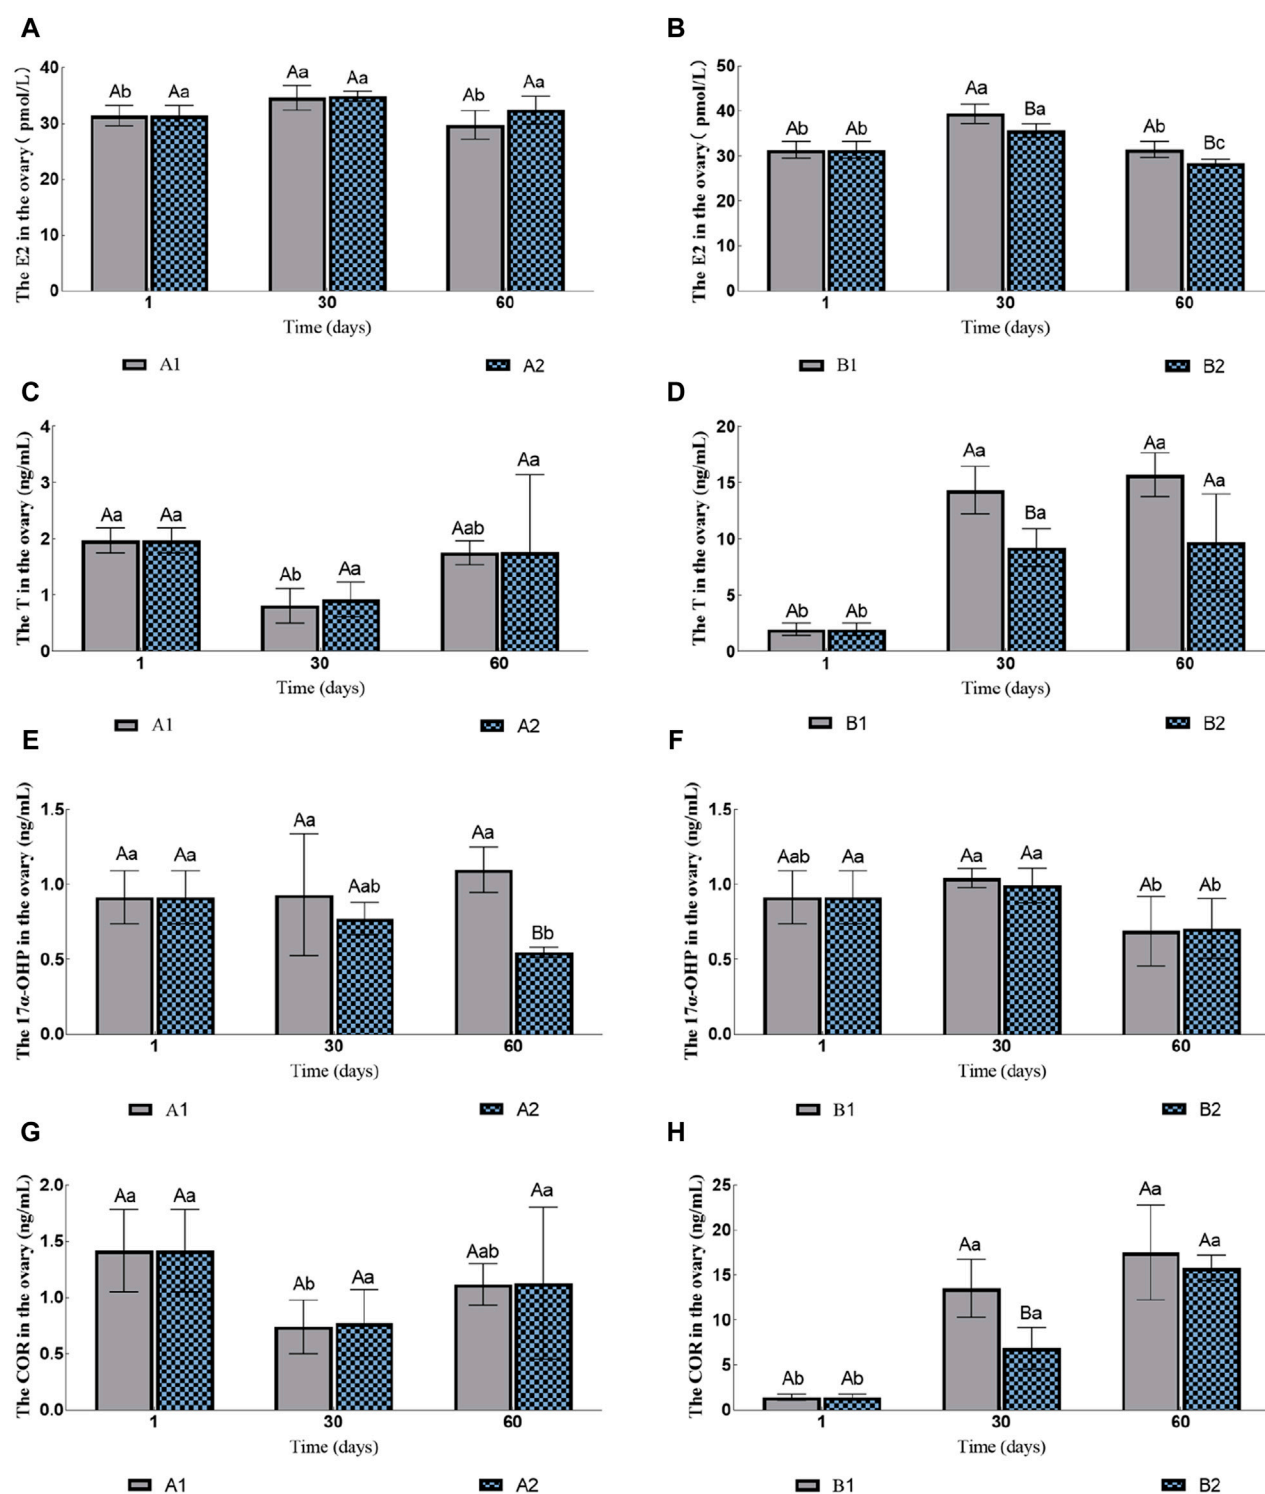 A
The E2 in the ovary ( pmol/L)
40
30
20
10
0
Ab Aa Aa Aa Ab Aa
1 30 60
Time (days)
A1 A2
B
The E2 in the ovary ( pmol/L)
50
40
30
20
10
0
Ab Ab Aa Ba Ab Bc
1 30 60
Time (days)
B1 B2
C
The T in the ovary (ng/mL)
4
3
2
1
0
Aa Aa Ab Aa Aab Aa
1 30 60
Time (days)
A1 A2
D
The T in the ovary (ng/mL)
20
15
10
5
0
Ab Ab Aa Ba Aa Aa
1 30 60
Time (days)
B1 B2
E
The 17α-OHP in the ovary (ng/mL)
1.5
1.0
0.5
0.0
Aa Aa Aa Aab Aa Bb
1 30 60
Time (days)
A1 A2
F
The 17α-OHP in the ovary (ng/mL)
1.5
1.0
0.5
0.0
Aab Aa Aa Aa Ab Ab
1 30 60
Time (days)
B1 B2
G
The COR in the ovary (ng/mL)
2.0
1.5
1.0
0.5
0.0
Aa Aa Ab Aa Aab Aa
1 30 60
Time (days)
A1 A2
H
The COR in the ovary (ng/mL)
25
20
15
10
5
0
Ab Ab Aa Ba Aa Aa
1 30 60
Time (days)
B1 B2